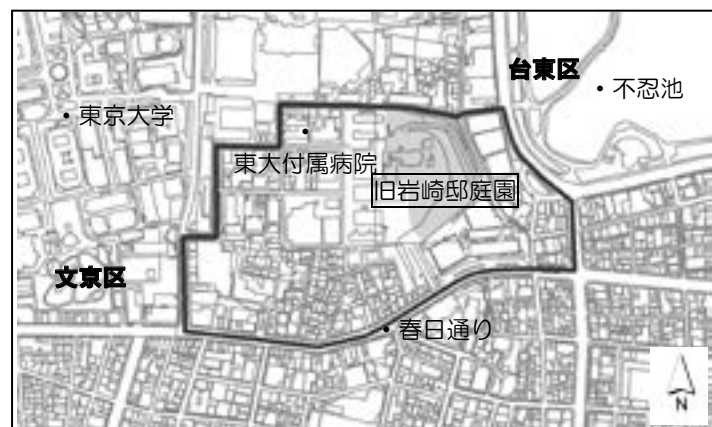 台東区
・不忍池
・東京大学
東大付属病院
旧岩崎邸庭園
文京区
・春日通り
N